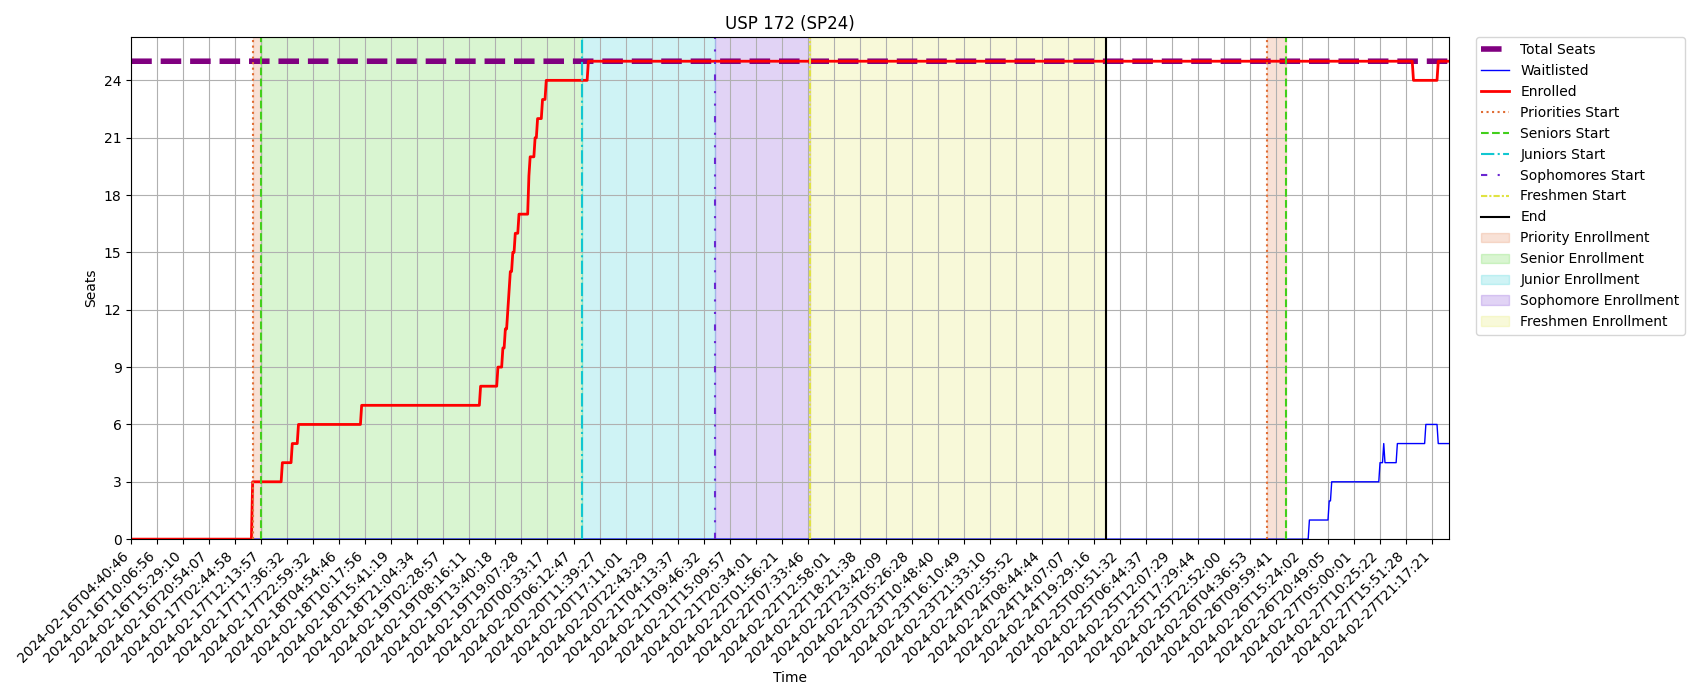 USP 172 (SP24)
Seats
24
21
18
15
12
9
6
3
0
2024-02-16T04:40:46
2024-02-16T10:06:56
2024-02-16T15:29:10
2024-02-16T20:54:07
2024-02-17T02:44:58
2024-02-17T12:13:57
2024-02-17T17:36:32
2024-02-17T22:59:32
2024-02-18T04:54:46
2024-02-18T10:17:56
2024-02-18T15:41:19
2024-02-18T21:04:34
2024-02-19T02:28:57
2024-02-19T08:16:11
2024-02-19T13:40:18
2024-02-19T19:07:28
2024-02-20T00:33:17
2024-02-20T06:12:47
2024-02-20T11:39:27
2024-02-20T17:11:01
2024-02-20T22:43:29
2024-02-21T04:13:37
2024-02-21T09:46:32
2024-02-21T15:09:57
2024-02-21T20:34:01
2024-02-22T01:56:21
2024-02-22T07:33:46
2024-02-22T12:58:01
2024-02-22T18:21:38
2024-02-22T23:42:09
2024-02-23T05:26:28
2024-02-23T10:48:40
2024-02-23T16:10:49
2024-02-23T21:33:10
2024-02-24T02:55:52
2024-02-24T08:44:44
2024-02-24T14:07:07
2024-02-24T19:29:16
2024-02-25T00:51:32
2024-02-25T06:44:37
2024-02-25T12:07:29
2024-02-25T17:29:44
2024-02-25T22:52:00
2024-02-26T04:36:53
2024-02-26T09:59:41
2024-02-26T15:24:02
2024-02-26T20:49:05
2024-02-27T05:00:01
2024-02-27T10:25:22
2024-02-27T15:51:28
2024-02-27T21:17:21
Time
Total Seats
Waitlisted
Enrolled
Priorities Start
Seniors Start
Juniors Start
Sophomores Start
Freshmen Start
End
Priority Enrollment
Senior Enrollment
Junior Enrollment
Sophomore Enrollment
Freshmen Enrollment